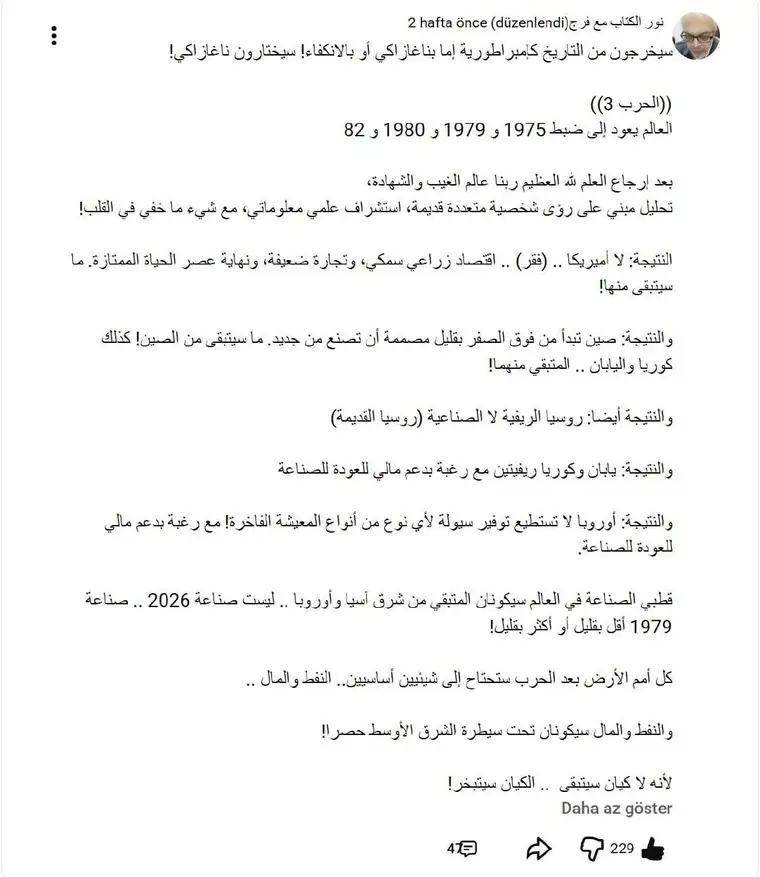 نور الكتاب مع فرج(düzenlendi) 2 hafta önce
سيخرجون من التاريخ كإمبراطورية إما بناغازاكي أو بالانكفاء! سيختارون ناغازاكي!
((الحرب 3))
العالم يعود إلى ضبط 1975 و 1979 و 1980 و 82
بعد إرجاع العلم لله العظيم ربنا عالم الغيب والشهادة،
تحليل مبني على رؤى شخصية متعددة قديمة، استشراف علمي معلوماتي، مع شيء ما خفي في القلب!
النتيجة: لا أميريكا .. (فقر) .. اقتصاد زراعي سمكي، وتجارة ضعيفة، ونهاية عصر الحياة الممتازة. ما
سيتبقى منها!
والنتيجة: صين تبدأ من فوق الصفر بقليل مصممة أن تصنع من جديد. ما سيتبقى من الصين! كذلك
كوريا واليابان .. المتبقي منهما!
والنتيجة أيضا: روسيا الريفية لا الصناعية (روسيا القديمة)
والنتيجة: يابان وكوريا ريفيتين مع رغبة بدعم مالي للعودة للصناعة
والنتيجة: أوروبا لا تستطيع توفير سيولة لأي نوع من أنواع المعيشة الفاخرة! مع رغبة بدعم مالي
للعودة للصناعة.
قطبي الصناعة في العالم سيكونان المتبقي من شرق آسيا وأوروبا .. ليست صناعة 2026 .. صناعة
1979 أقل بقليل أو أكثر بقليل!
كل أمم الأرض بعد الحرب ستحتاج إلى شيئيين أساسيين.. النفط والمال ..
والنفط والمال سيكونان تحت سيطرة الشرق الأوسط حصرا!
لأنه لا كيان سيتبقى .. الكيان سيتبخر!
Daha az göster
229
47